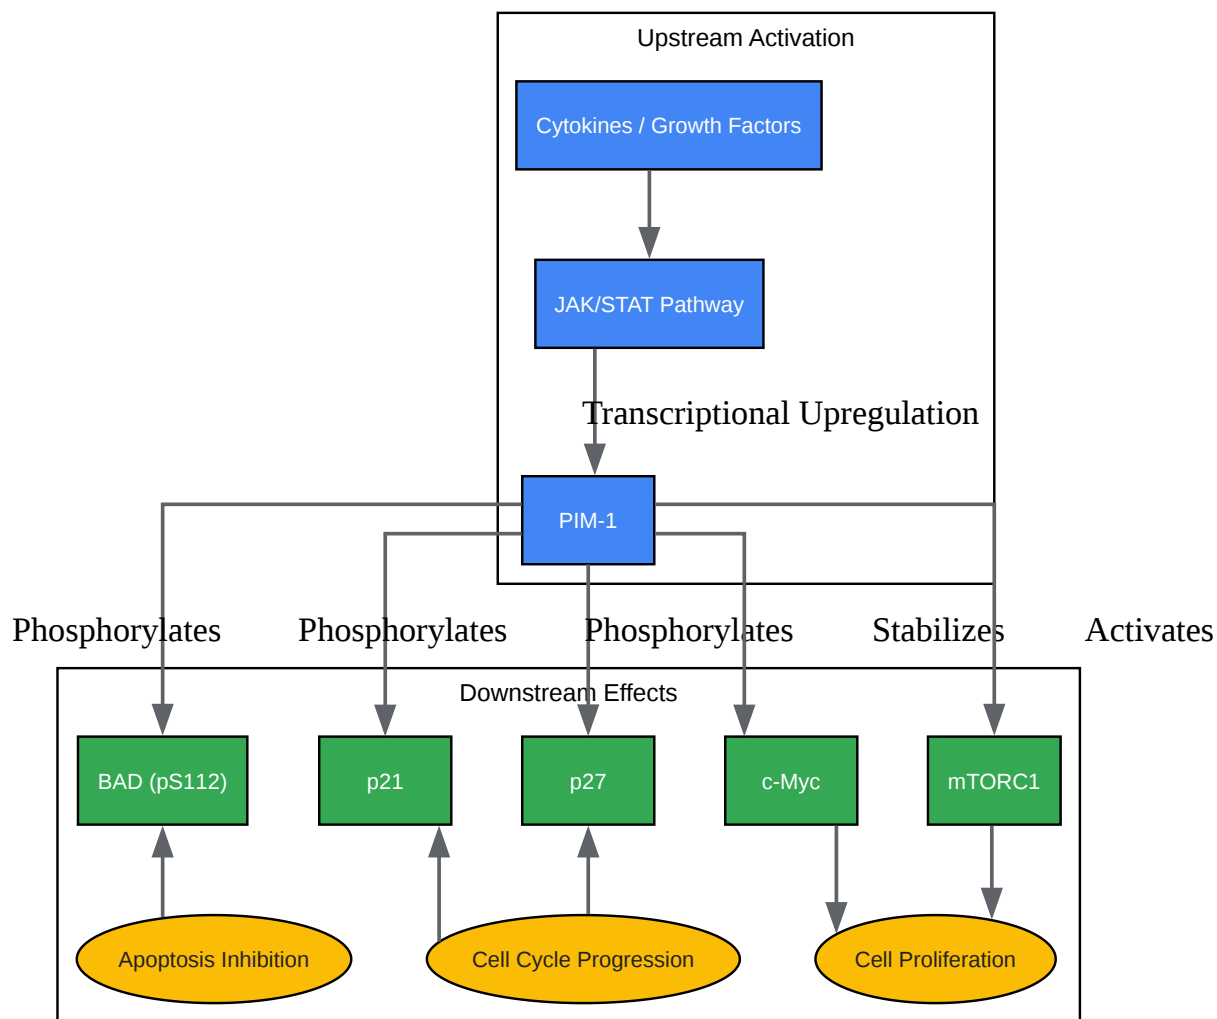 Upstream Activation
Cytokines / Growth Factors
JAK/STAT Pathway
Transcriptional Upregulation
PIM-1
Phosphorylates
Phosphorylates
Phosphorylates
Stabilizes
Activates
Downstream Effects
BAD (pS112)
p21
p27
c-Myc
mTORC1
Apoptosis Inhibition
Cell Cycle Progression
Cell Proliferation